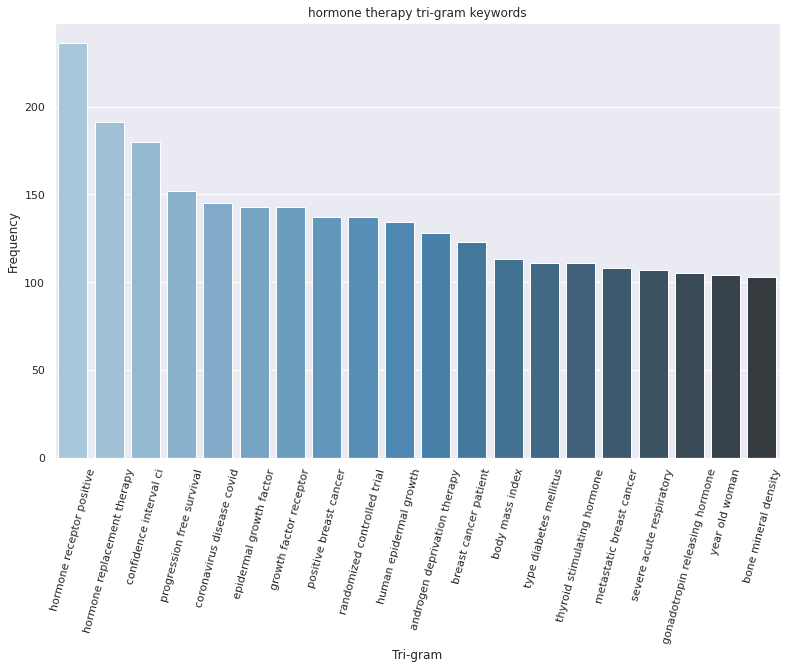 hormone therapy tri-gram keywords
Frequency
200
150
100
50
0
hormone receptor positive
hormone replacement therapy
confidence interval ci
progression free survival
coronavirus disease covid
epidermal growth factor
growth factor receptor
positive breast cancer
randomized controlled trial
human epidermal growth
androgen deprivation therapy
breast cancer patient
body mass index
type diabetes mellitus
thyroid stimulating hormone
metastatic breast cancer
severe acute respiratory
gonadotropin releasing hormone
year old woman
bone mineral density
Tri-gram